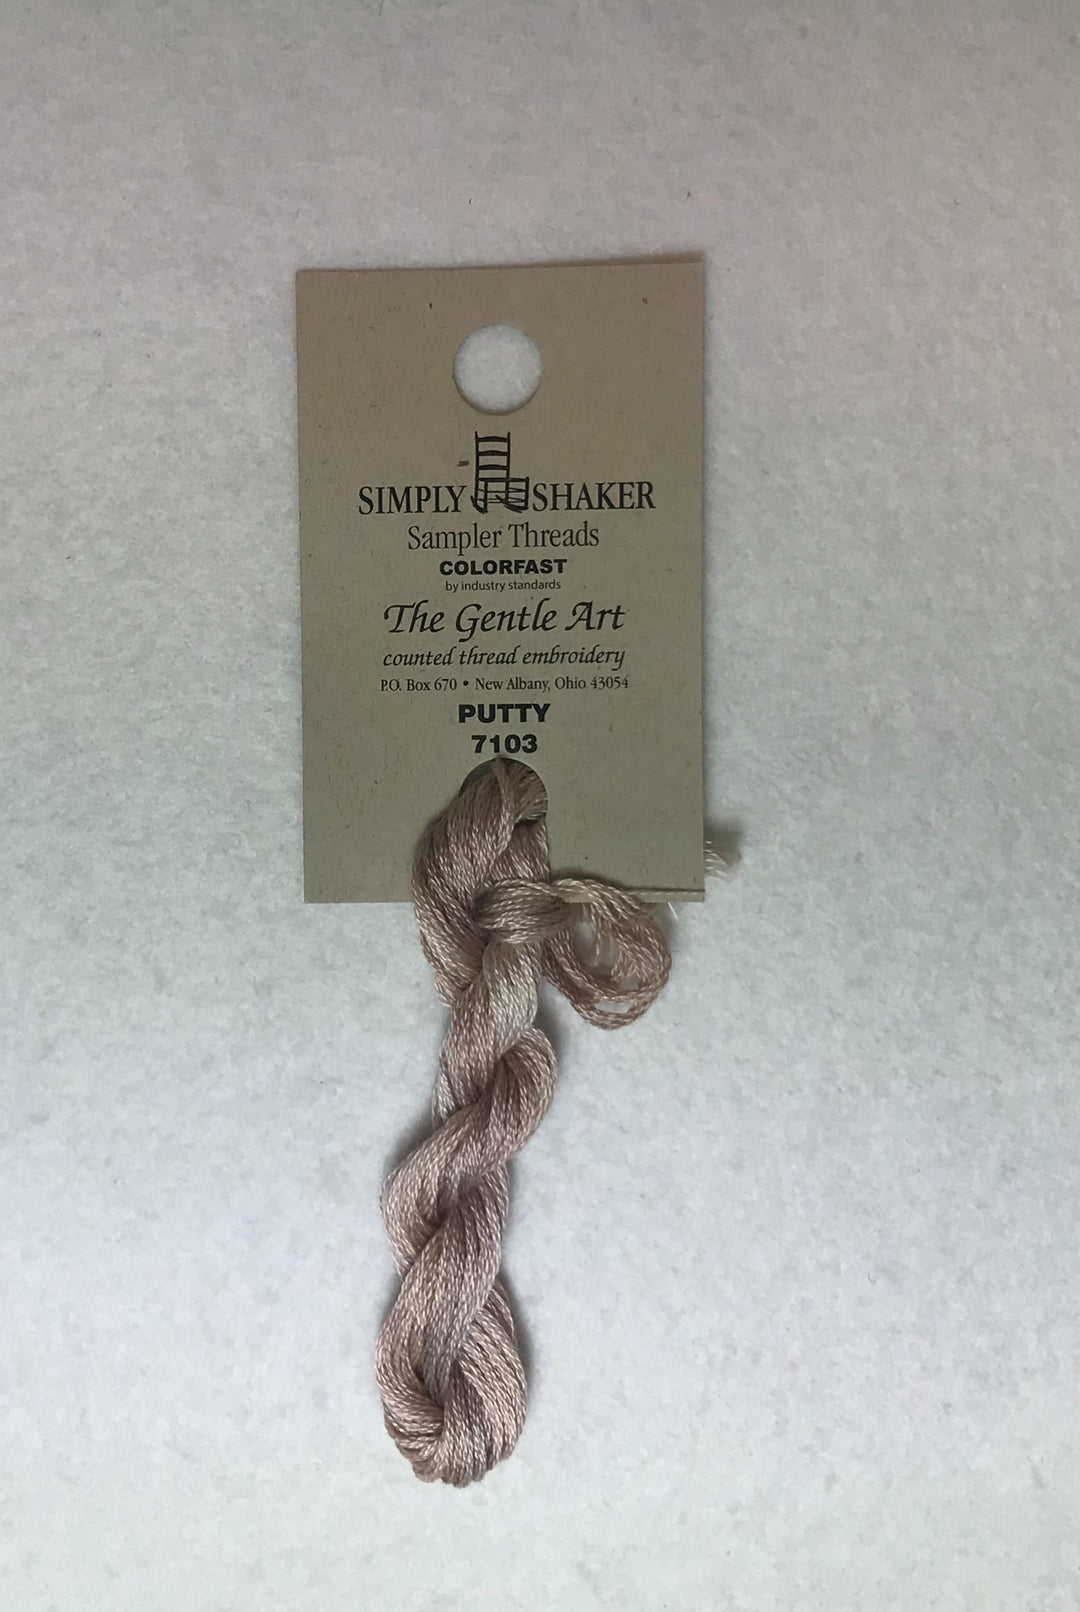 SIMPLY SHAKER
Sampler Threads
COLORFAST
by industry standards
The Gentle Art
counted thread embroidery
P.O. Box 670 • New Albany, Ohio 43054
PUTTY
7103